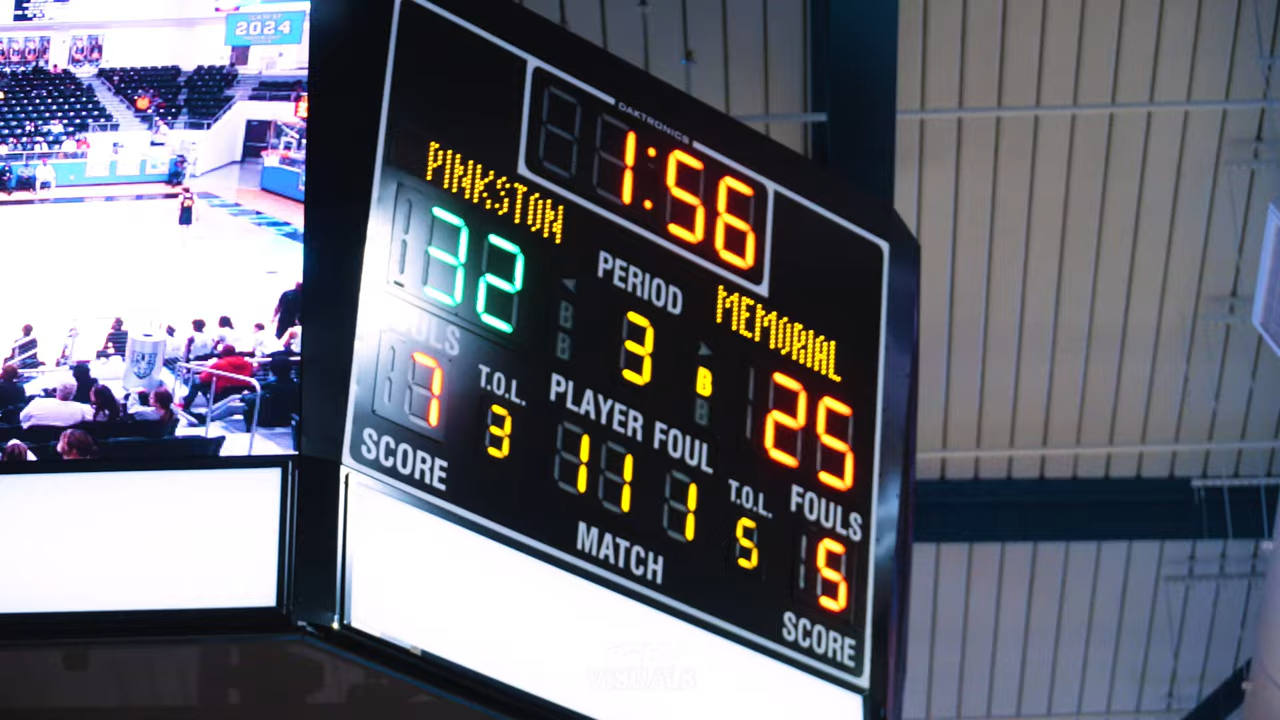 2024
DAKTRONICS
1:56
PINKSTON
32
PERIOD
3
MEMORIAL
25
FOULS
7
T.O.L.
3
PLAYER FOUL
11 1
B
T.O.L.
5
FOULS
5
SCORE
MATCH
SCORE